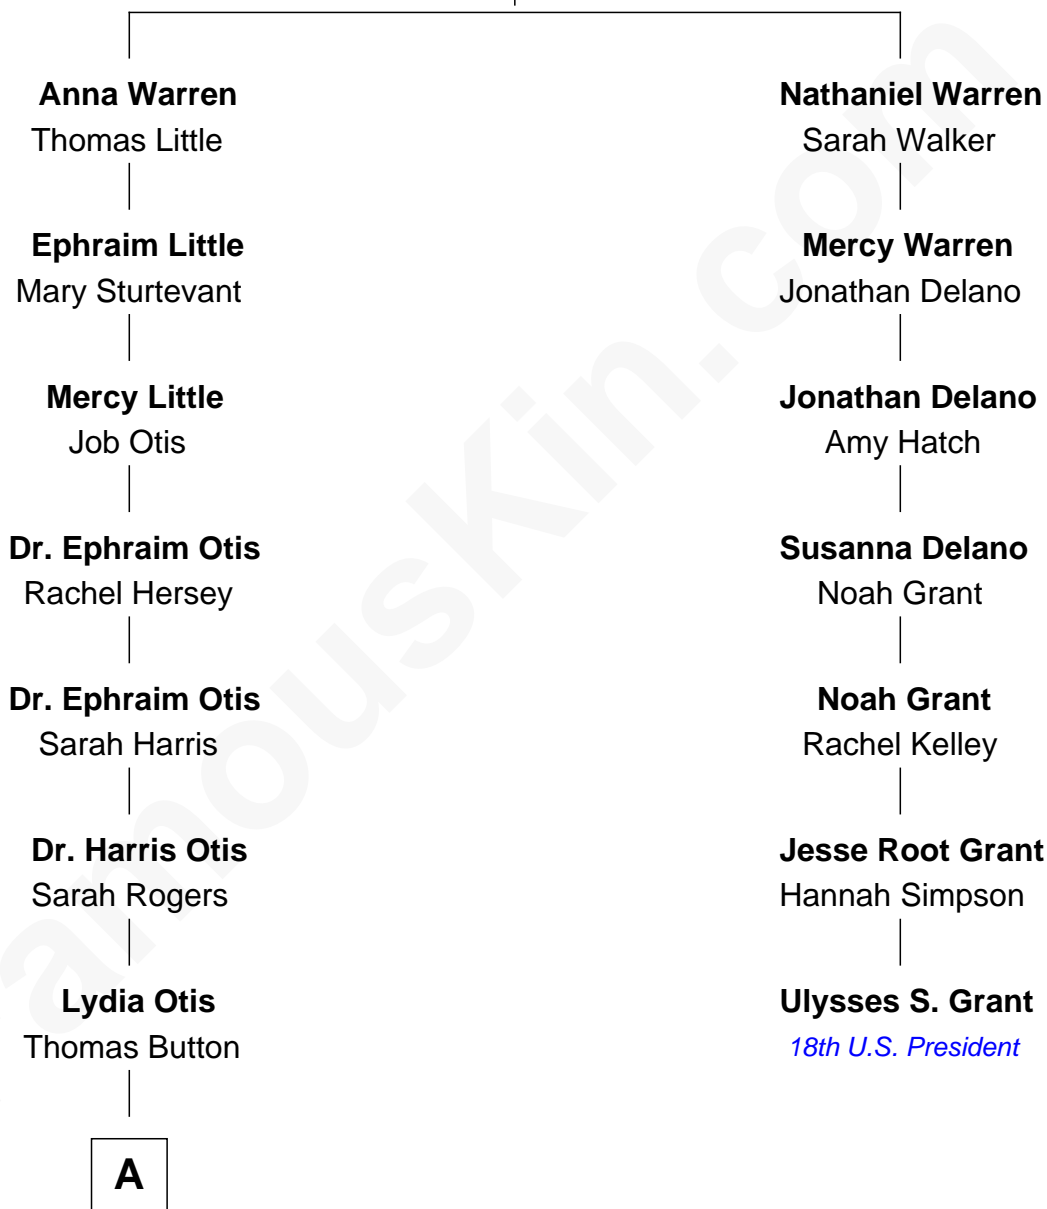 Anna Warren
Thomas Little
Ephraim Little
Mary Sturtevant
Mercy Little
Job Otis
Dr. Ephraim Otis
Rachel Hersey
Dr. Ephraim Otis
Sarah Harris
Dr. Harris Otis
Sarah Rogers
Lydia Otis
Thomas Button
A
Nathaniel Warren
Sarah Walker
Mercy Warren
Jonathan Delano
Jonathan Delano
Amy Hatch
Susanna Delano
Noah Grant
Noah Grant
Rachel Kelley
Jesse Root Grant
Hannah Simpson
Ulysses S. Grant
18th U.S. President
amousKin.com